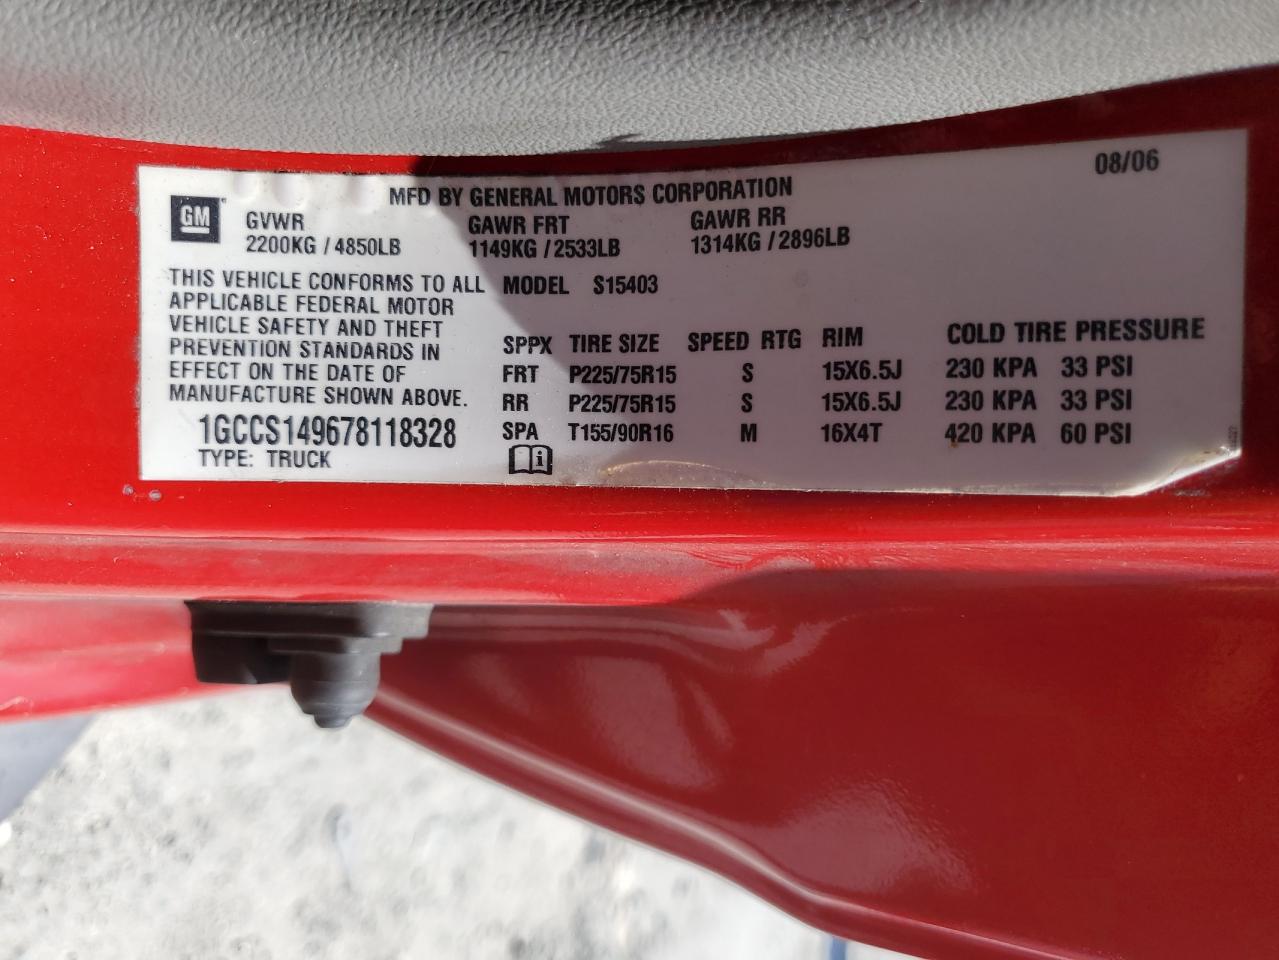 08/06
MFD BY GENERAL MOTORS CORPORATION
GM
GVWR GAWR FRT GAWR RR
2200KG / 4850LB 1149KG / 2533LB 1314KG / 2896LB
THIS VEHICLE CONFORMS TO ALL
APPLICABLE FEDERAL MOTOR
VEHICLE SAFETY AND THEFT
PREVENTION STANDARDS IN
EFFECT ON THE DATE OF
MANUFACTURE SHOWN ABOVE.
1GCCS149678118328
TYPE: TRUCK
MODEL S15403
SPPX TIRE SIZE SPEED RTG RIM COLD TIRE PRESSURE
FRT P225/75R15 S 15X6.5J 230 KPA 33 PSI
RR P225/75R15 S 15X6.5J 230 KPA 33 PSI
SPA T155/90R16 M 16X4T 420 KPA 60 PSI